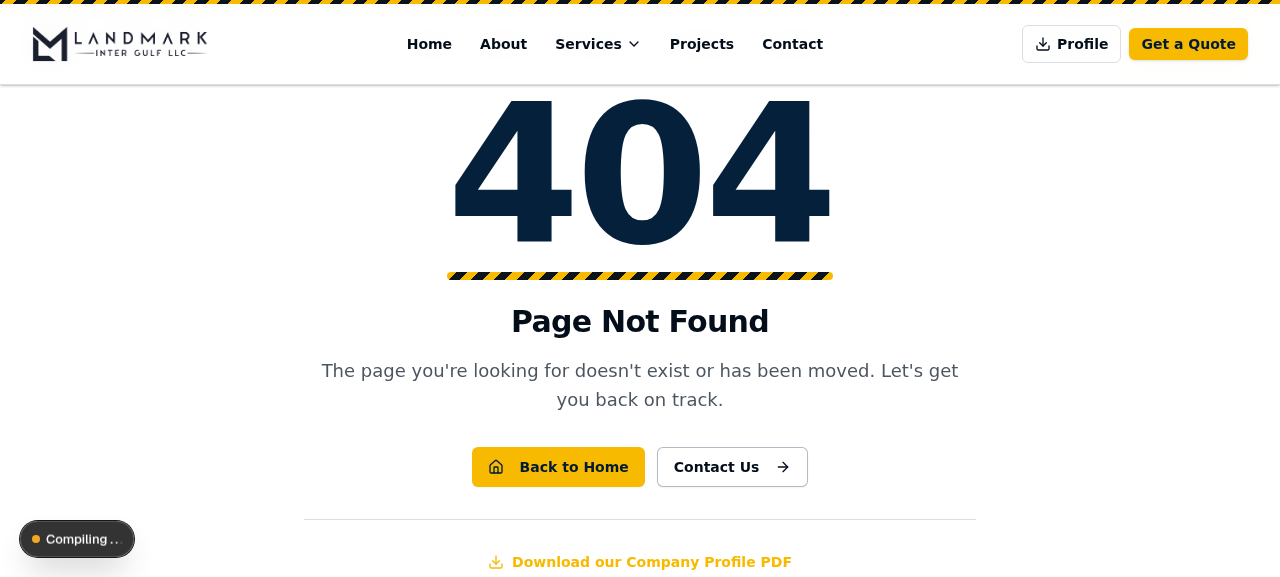 LANDMARK
INTER GULF LLC
Home
About
Services
Projects
Contact
Profile
Get a Quote
404
Page Not Found
The page you're looking for doesn't exist or has been moved. Let's get
you back on track.
Back to Home
Contact Us
Compiling ...
Download our Company Profile PDF